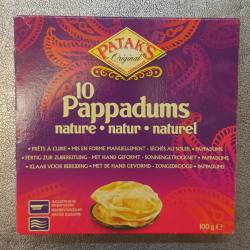 PATAK'S
Original
10
Pappadums
nature • natur • naturel
• PRÊTS À CUIRE • MIS EN FORME MANUELLEMENT • SÉCHÉS AU SOLEIL • PAPPADUMS
• FERTIG ZUR ZUBEREITUNG • MIT HAND GEFORMT • SONNENGETROCKNET • PAPPADUMS
• KLAAR VOOR BEREIDING • MET DE HAND GEVORMD • ZONGEDROOGD • PAPPADUMS
100 g ℮